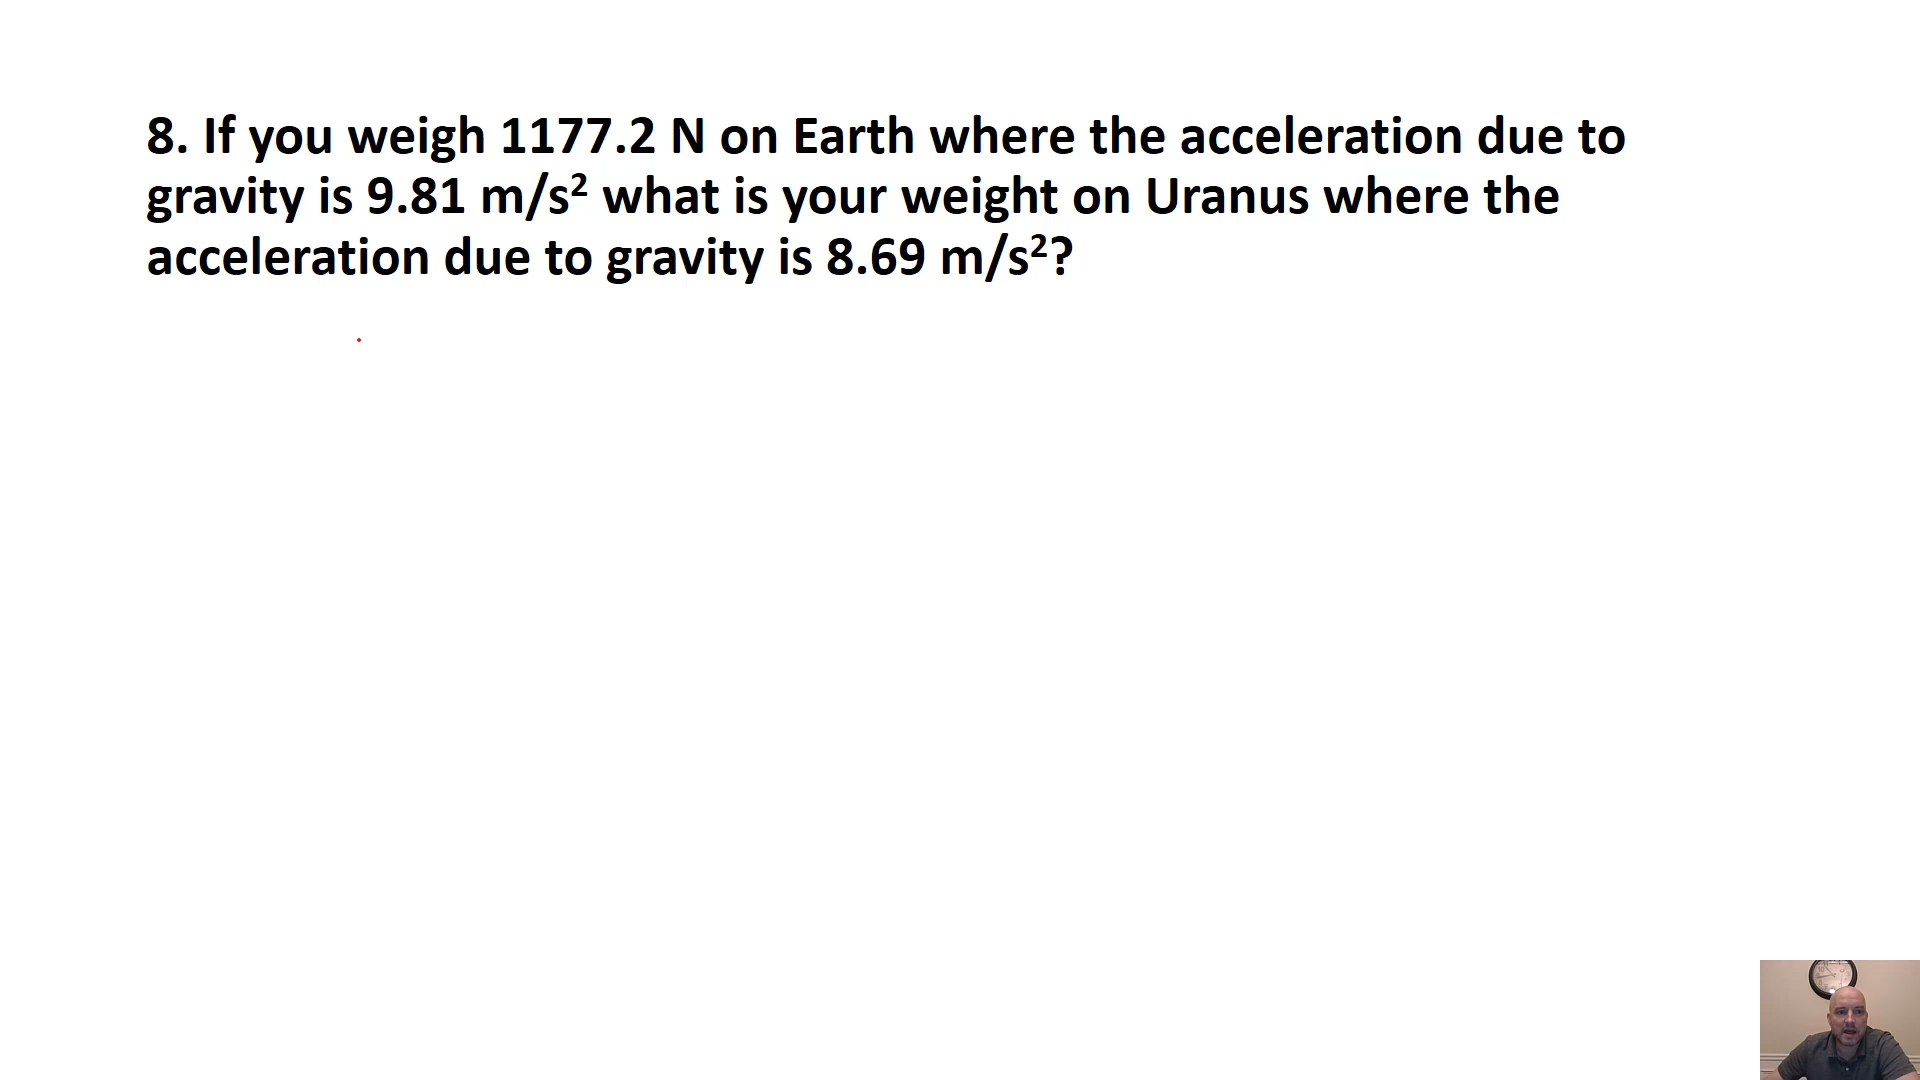 8. If you weigh 1177.2 N on Earth where the acceleration due to
gravity is 9.81 m/s² what is your weight on Uranus where the
acceleration due to gravity is 8.69 m/s²?